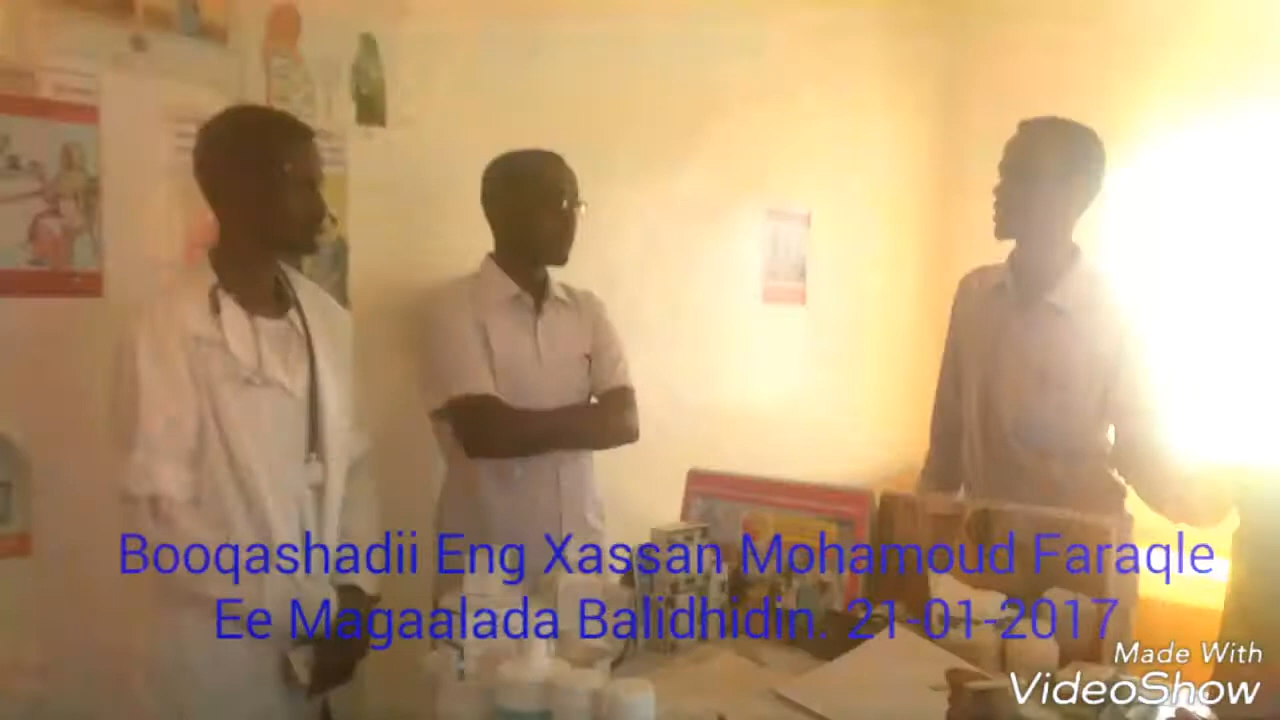 Booqashadii Eng Xassan Mohamoud Faraqle
Ee Magaalada Balidhidin. 21-01-2017
Made With
VideoShow